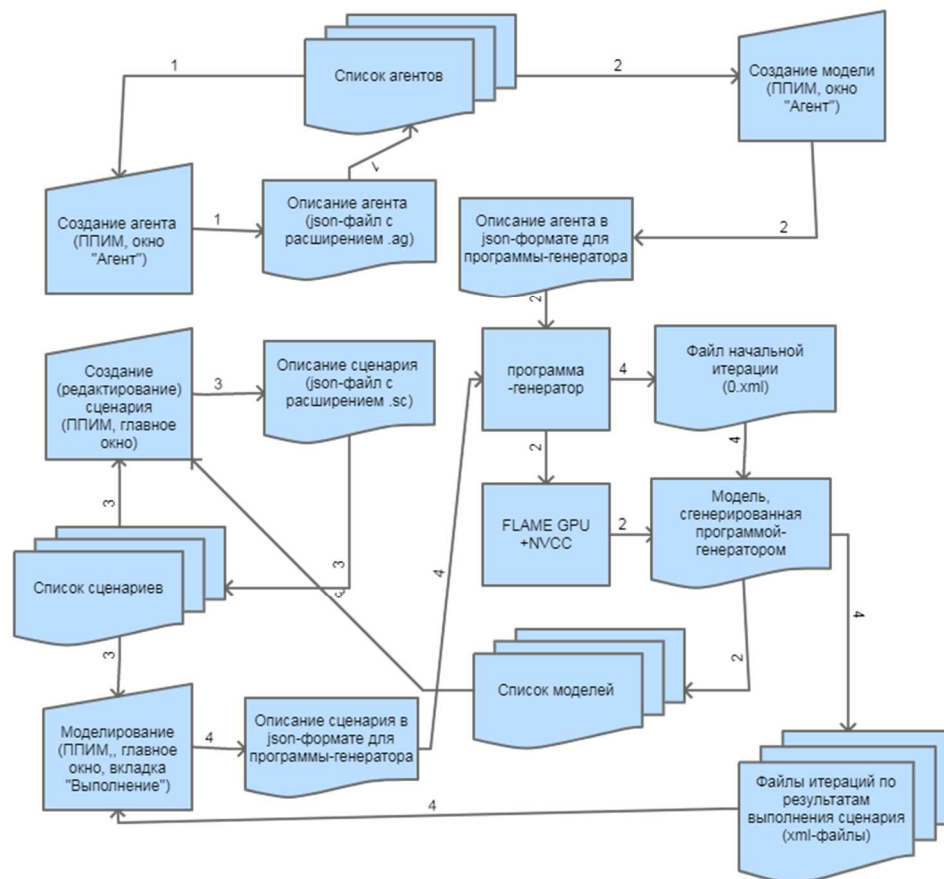 1
Список агентов
2
Создание модели
(ППИМ, окно
"Агент")
Создание агента
(ППИМ, окно
"Агент")
1
Описание агента
(json-файл с
расширением .ag)
1
Описание агента в
json-формате для
программы-генератора
2
2
Создание
(редактирование)
сценария
(ППИМ, главное
окно)
3
Описание сценария
(json-файл с
расширением .sc)
программа
-генератор
4
Файл начальной
итерации
(0.xml)
2
4
3
FLAME GPU
+NVCC
2
Модель,
сгенерированная
программой-
генератором
Список сценариев
3
3
4
4
3
2
Список моделей
Моделирование
(ППИМ,, главное
окно, вкладка
"Выполнение")
4
Описание сценария в
json-формате для
программы-генератора
Файлы итераций по
результатам
выполнения сценария
(xml-файлы)
4